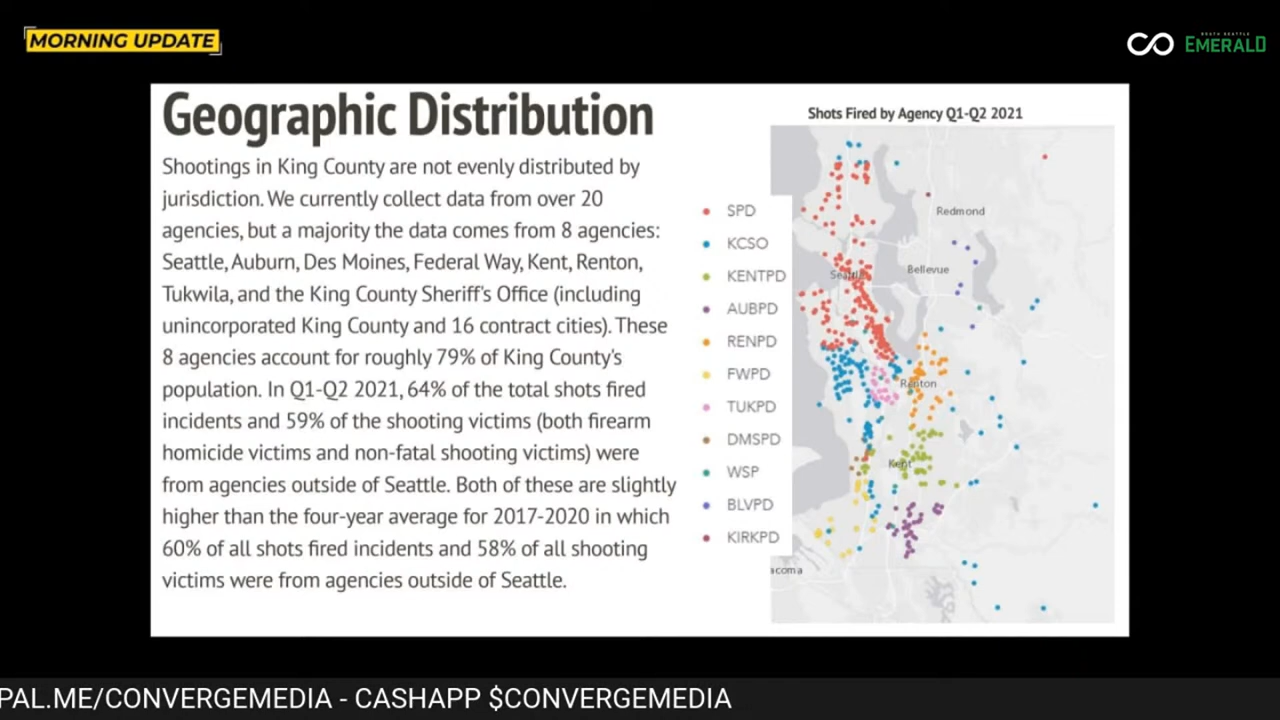 MORNING UPDATE
SOUTH SEATTLE
EMERALD
Geographic Distribution
Shootings in King County are not evenly distributed by
jurisdiction. We currently collect data from over 20
agencies, but a majority the data comes from 8 agencies:
Seattle, Auburn, Des Moines, Federal Way, Kent, Renton,
Tukwila, and the King County Sheriff's Office (including
unincorporated King County and 16 contract cities). These
8 agencies account for roughly 79% of King County's
population. In Q1-Q2 2021, 64% of the total shots fired
incidents and 59% of the shooting victims (both firearm
homicide victims and non-fatal shooting victims) were
from agencies outside of Seattle. Both of these are slightly
higher than the four-year average for 2017-2020 in which
60% of all shots fired incidents and 58% of all shooting
victims were from agencies outside of Seattle.
Shots Fired by Agency Q1-Q2 2021
SPD
KCSO
KENTPD
AUBPD
RENPD
FWPD
TUKPD
DMSPD
WSP
BLVPD
KIRKPD
Redmond
Seattle
Bellevue
Renton
Kent
acoma
PAL.ME/CONVERGEMEDIA - CASHAPP $CONVERGEMEDIA